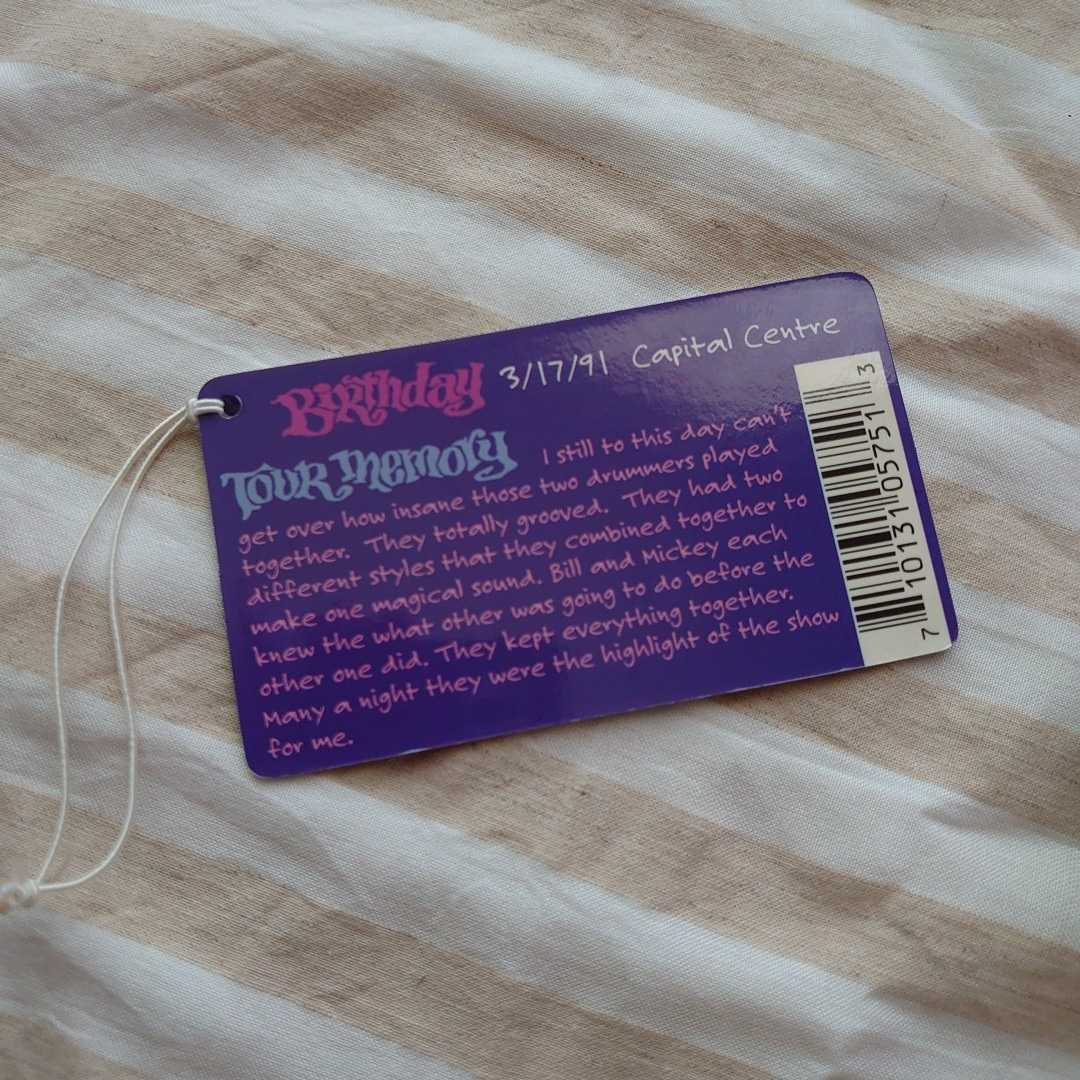 Birthday 3/17/91 Capital Centre
Tour Memory I still to this day can't
get over how insane those two drummers played
together. They totally grooved. They had two
different styles that they combined together to
make one magical sound. Bill and Mickey each
knew the what other was going to do before the
other one did. They kept everything together.
Many a night they were the highlight of the show
for me.
7 10131 05751 3